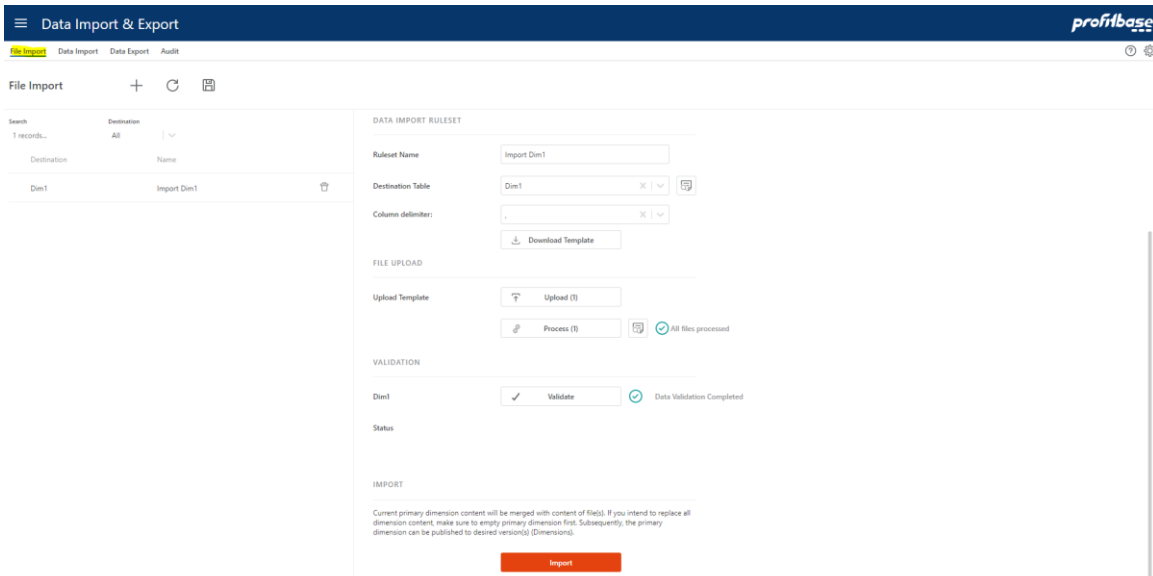 Data Import & Export
profitbase
File Import Data Import Data Export Audit
File Import
Search Destination
1 records... All
Destination Name
Dim1 Import Dim1
DATA IMPORT RULESET
Ruleset Name Import Dim1
Destination Table Dim1
Column delimiter: ,
Download Template
FILE UPLOAD
Upload Template Upload (1)
Process (1) All files processed
VALIDATION
Dim1 Validate Data Validation Completed
Status
IMPORT
Current primary dimension content will be merged with content of file(s). If you intend to replace all
dimension content, make sure to empty primary dimension first. Subsequently, the primary
dimension can be published to desired version(s) (Dimensions).
Import